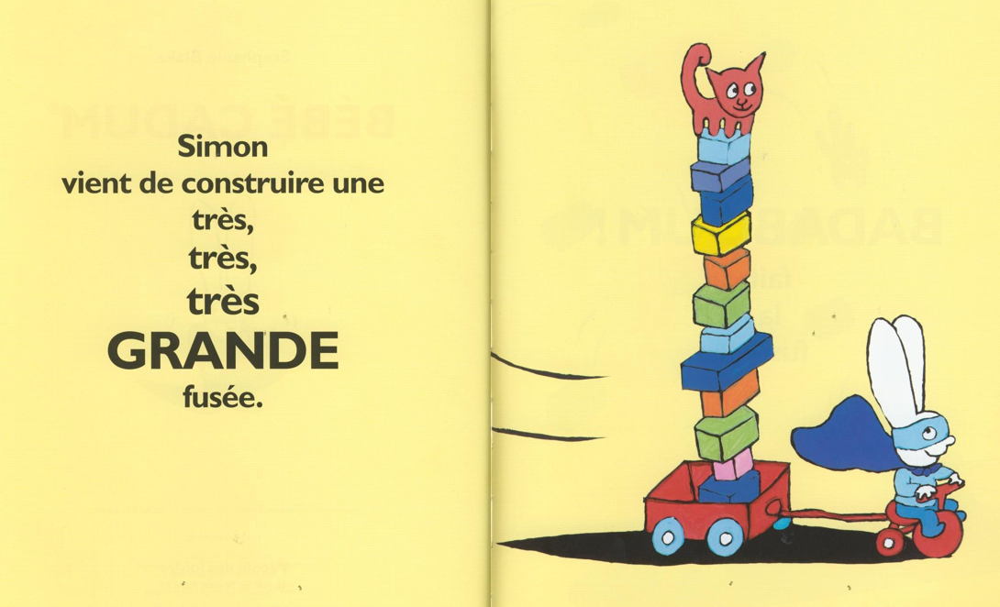 Simon
vient de construire une
très,
très,
très
GRANDE
fusée.